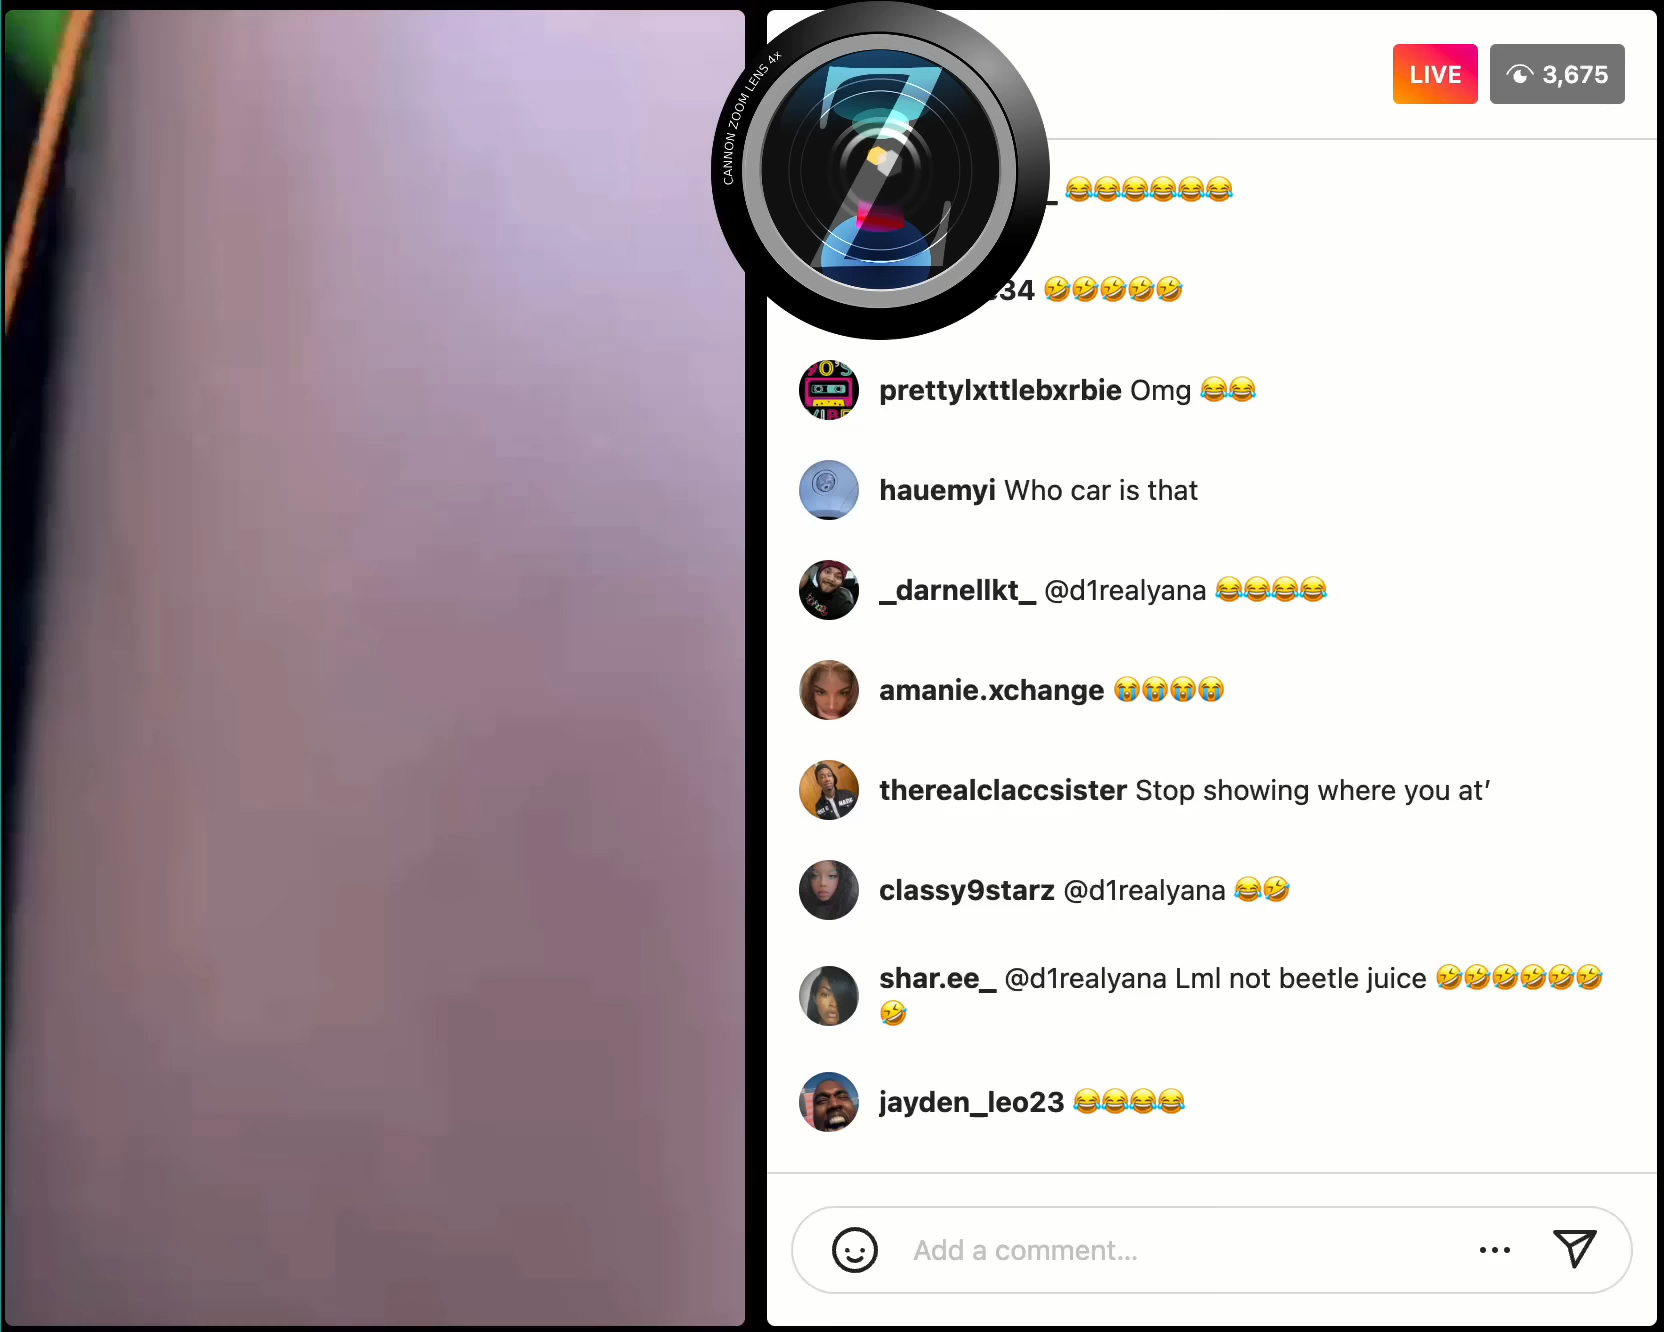 CANNON ZOOM LENS 4x
Z
LIVE 3,675
_ 😂😂😂😂😂😂
e34 🤣🤣🤣🤣🤣
prettylxttlebxrbie Omg 😂😂
hauemyi Who car is that
_darnellkt_ @d1realyana 😂😂😂😂
amanie.xchange 😭😭😭😭
therealclaccsister Stop showing where you at’
classy9starz @d1realyana 😂🤣
shar.ee_ @d1realyana Lml not beetle juice 🤣🤣🤣🤣🤣🤣
🤣
jayden_leo23 😂😂😂😂
Add a comment...